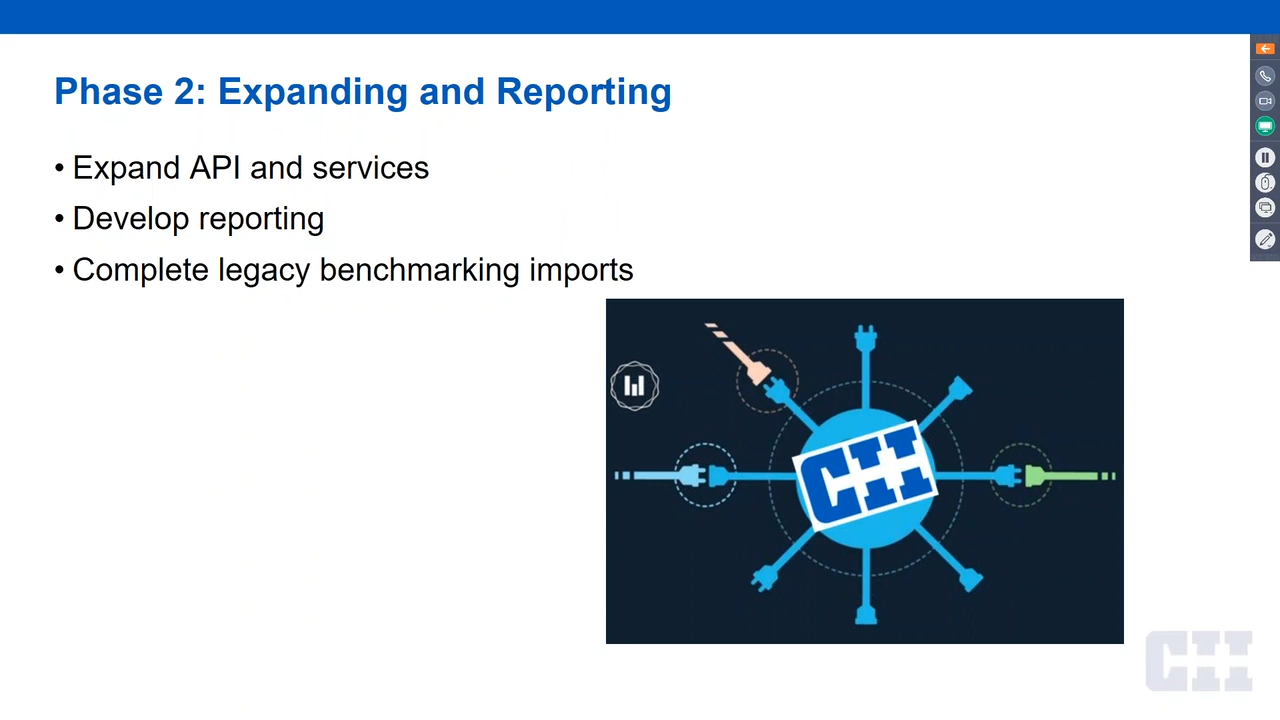 Phase 2: Expanding and Reporting
• Expand API and services
• Develop reporting
• Complete legacy benchmarking imports
CII
CII